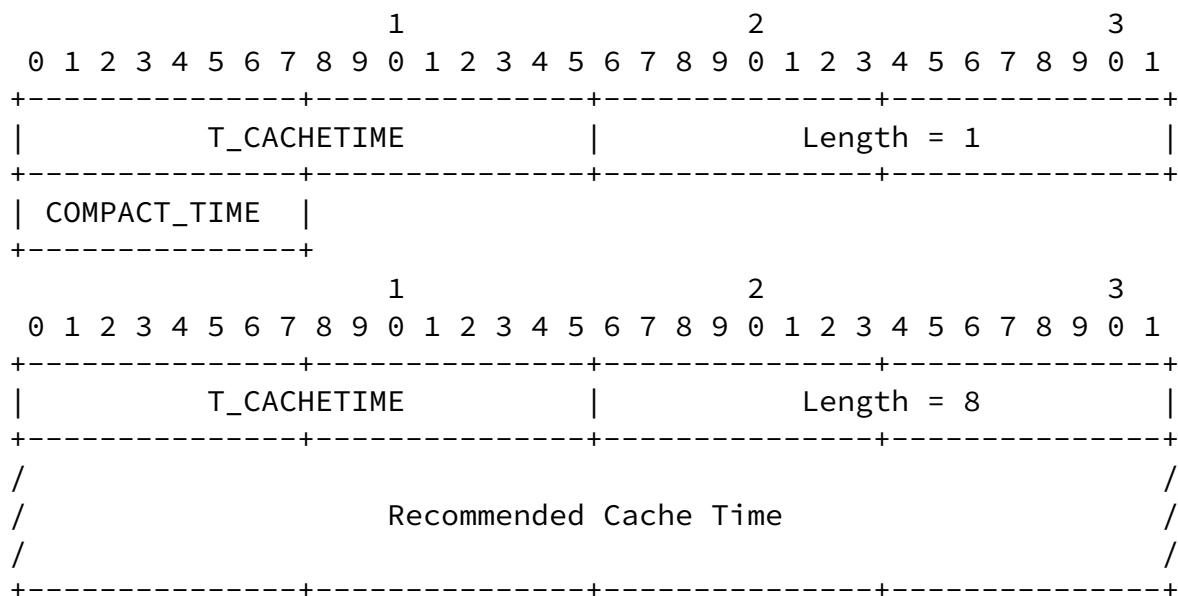 1                   2                   3
 0 1 2 3 4 5 6 7 8 9 0 1 2 3 4 5 6 7 8 9 0 1 2 3 4 5 6 7 8 9 0 1
+---------------+---------------+---------------+---------------+
|          T_CACHETIME          |           Length = 1          |
+---------------+---------------+---------------+---------------+
| COMPACT_TIME  |
+---------------+
                     1                   2                   3
 0 1 2 3 4 5 6 7 8 9 0 1 2 3 4 5 6 7 8 9 0 1 2 3 4 5 6 7 8 9 0 1
+---------------+---------------+---------------+---------------+
|          T_CACHETIME          |           Length = 8          |
+---------------+---------------+---------------+---------------+
/                                                               /
/                    Recommended Cache Time                     /
/                                                               /
+---------------+---------------+---------------+---------------+